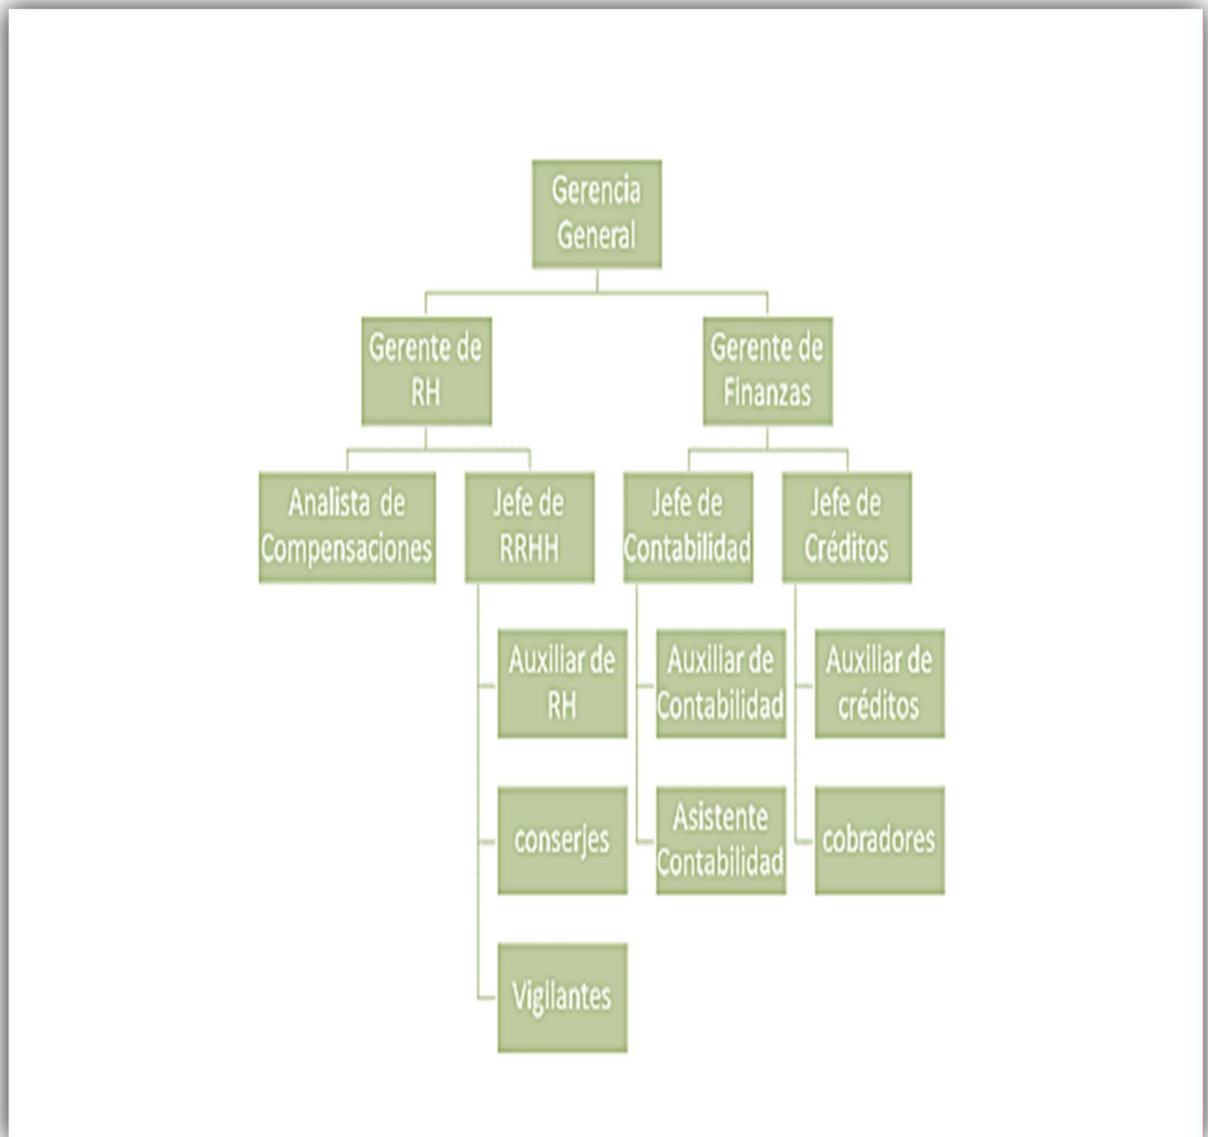 Gerencia
General
Gerente de
RH
Gerente de
Finanzas
Analista de
Compensaciones
Jefe de
RRHH
Jefe de
Contabilidad
Jefe de
Créditos
Auxiliar de
RH
Auxiliar de
Contabilidad
Auxiliar de
créditos
conserjes
Asistente
Contabilidad
cobradores
Vigilantes